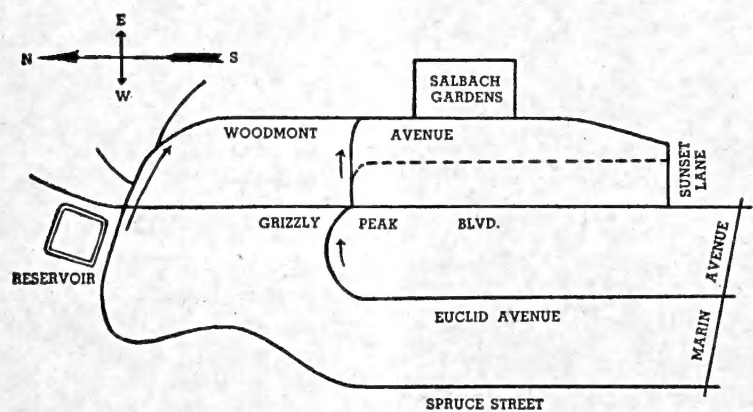 E
N S
W
SALBACH
GARDENS
WOODMONT AVENUE
SUNSET
LANE
GRIZZLY PEAK BLVD.
RESERVOIR
AVENUE
MARIN
EUCLID AVENUE
SPRUCE STREET